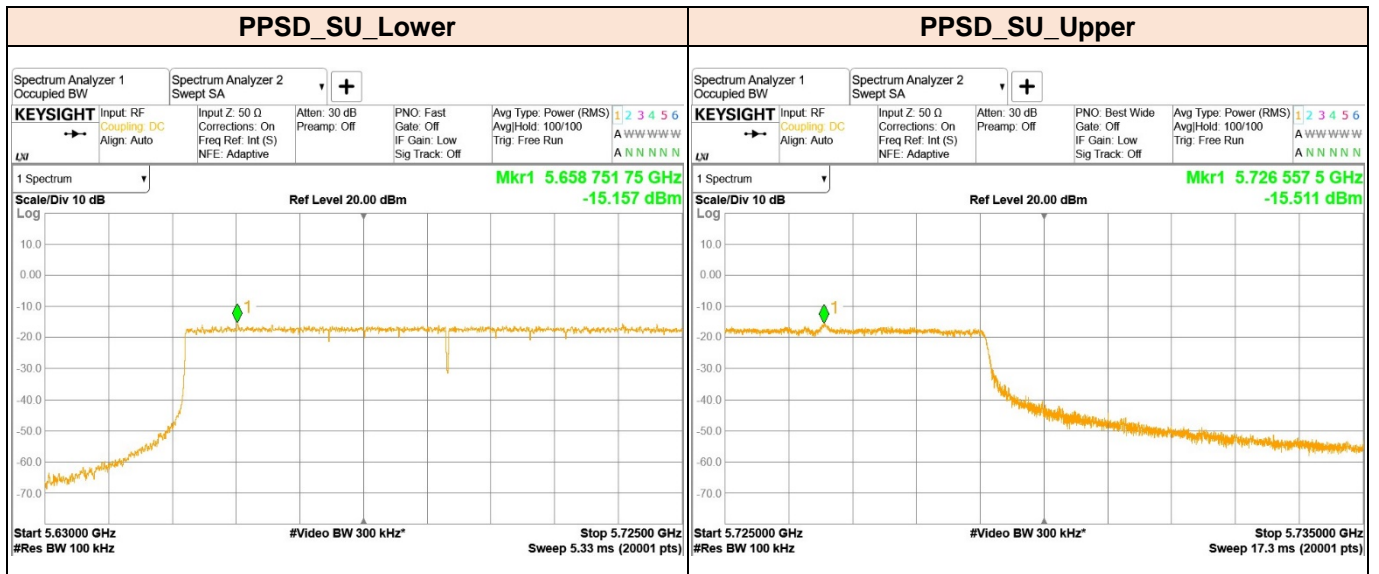 PPSD_SU_Lower
PPSD_SU_Upper
Spectrum Analyzer 1
Occupied BW
Spectrum Analyzer 2
Swept SA
+
KEYSIGHT
LXI
Input: RF
Coupling: DC
Align: Auto
Input Z: 50 Ω
Corrections: On
Freq Ref: Int (S)
NFE: Adaptive
Atten: 30 dB
Preamp: Off
PNO: Fast
Gate: Off
IF Gain: Low
Sig Track: Off
Avg Type: Power (RMS)
Avg|Hold: 100/100
Trig: Free Run
1 2 3 4 5 6
A W W W W W
A N N N N N
1 Spectrum
Mkr1 5.658 751 75 GHz
-15.157 dBm
Scale/Div 10 dB
Ref Level 20.00 dBm
Log
10.0
0.00
-10.0
-20.0
-30.0
-40.0
-50.0
-60.0
-70.0
1
Start 5.63000 GHz
#Video BW 300 kHz*
Stop 5.72500 GHz
#Res BW 100 kHz
Sweep 5.33 ms (20001 pts)
Spectrum Analyzer 1
Occupied BW
Spectrum Analyzer 2
Swept SA
+
KEYSIGHT
LXI
Input: RF
Coupling: DC
Align: Auto
Input Z: 50 Ω
Corrections: On
Freq Ref: Int (S)
NFE: Adaptive
Atten: 30 dB
Preamp: Off
PNO: Best Wide
Gate: Off
IF Gain: Low
Sig Track: Off
Avg Type: Power (RMS)
Avg|Hold: 100/100
Trig: Free Run
1 2 3 4 5 6
A W W W W W
A N N N N N
1 Spectrum
Mkr1 5.726 557 5 GHz
-15.511 dBm
Scale/Div 10 dB
Ref Level 20.00 dBm
Log
10.0
0.00
-10.0
-20.0
-30.0
-40.0
-50.0
-60.0
-70.0
1
Start 5.725000 GHz
#Video BW 300 kHz*
Stop 5.735000 GHz
#Res BW 100 kHz
Sweep 17.3 ms (20001 pts)